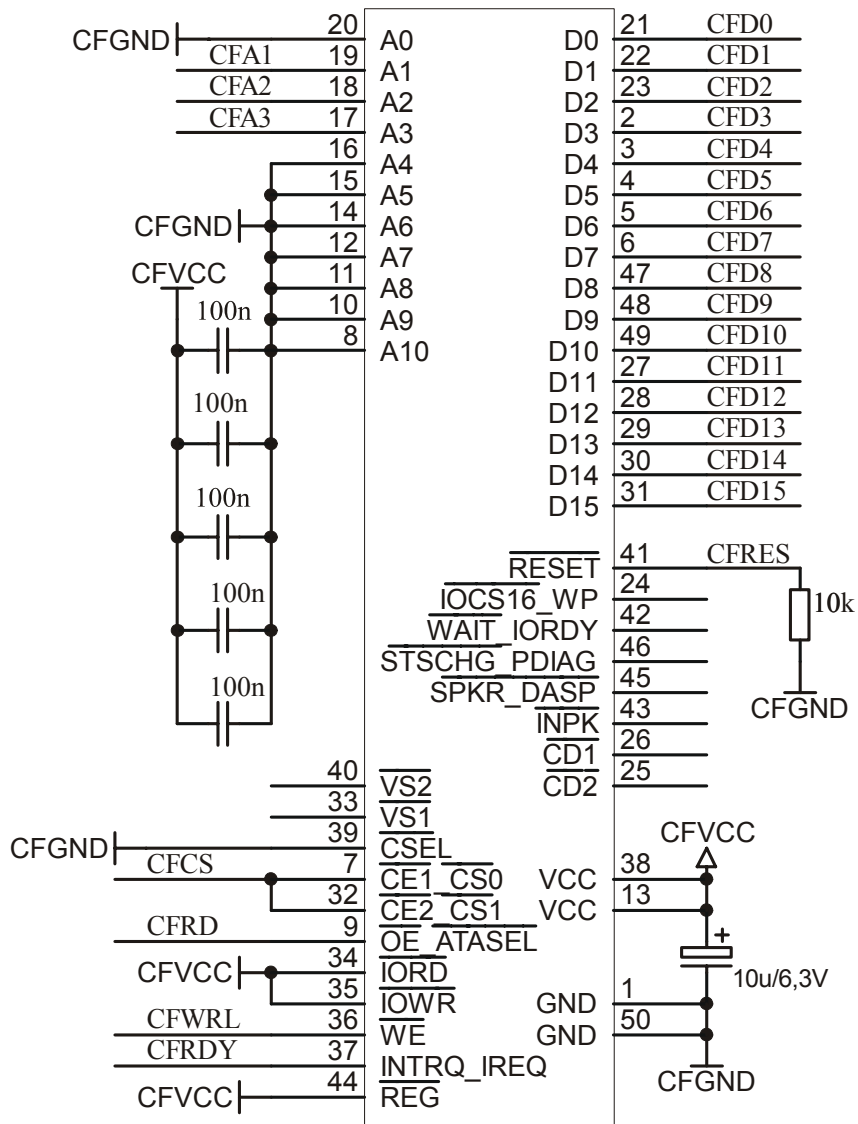 CFGND 20 A0 D0 21 CFD0
CFA1 19 A1 D1 22 CFD1
CFA2 18 A2 D2 23 CFD2
CFA3 17 A3 D3 2 CFD3
16 A4 D4 3 CFD4
15 A5 D5 4 CFD5
CFGND 14 A6 D6 5 CFD6
12 A7 D7 6 CFD7
CFVCC 11 A8 D8 47 CFD8
100n 10 A9 D9 48 CFD9
8 A10 D10 49 CFD10
D11 27 CFD11
100n D12 28 CFD12
D13 29 CFD13
D14 30 CFD14
100n D15 31 CFD15
RESET 41 CFRES
100n IOCS16_WP 24 10k
WAIT_IORDY 42
STSCHG_PDIAG 46
100n SPKR_DASP 45 CFGND
INPK 43
CD1 26
40 VS2 CD2 25
33 VS1
CFGND 39 CSEL CFVCC
CFCS 7 CE1_CS0 VCC 38
32 CE2_CS1 VCC 13
CFRD 9 OE_ATASEL +
CFVCC 34 IORD 10u/6,3V
35 IOWR GND 1
CFWRL 36 WE GND 50
CFRDY 37 INTRQ_IREQ CFGND
CFVCC 44 REG